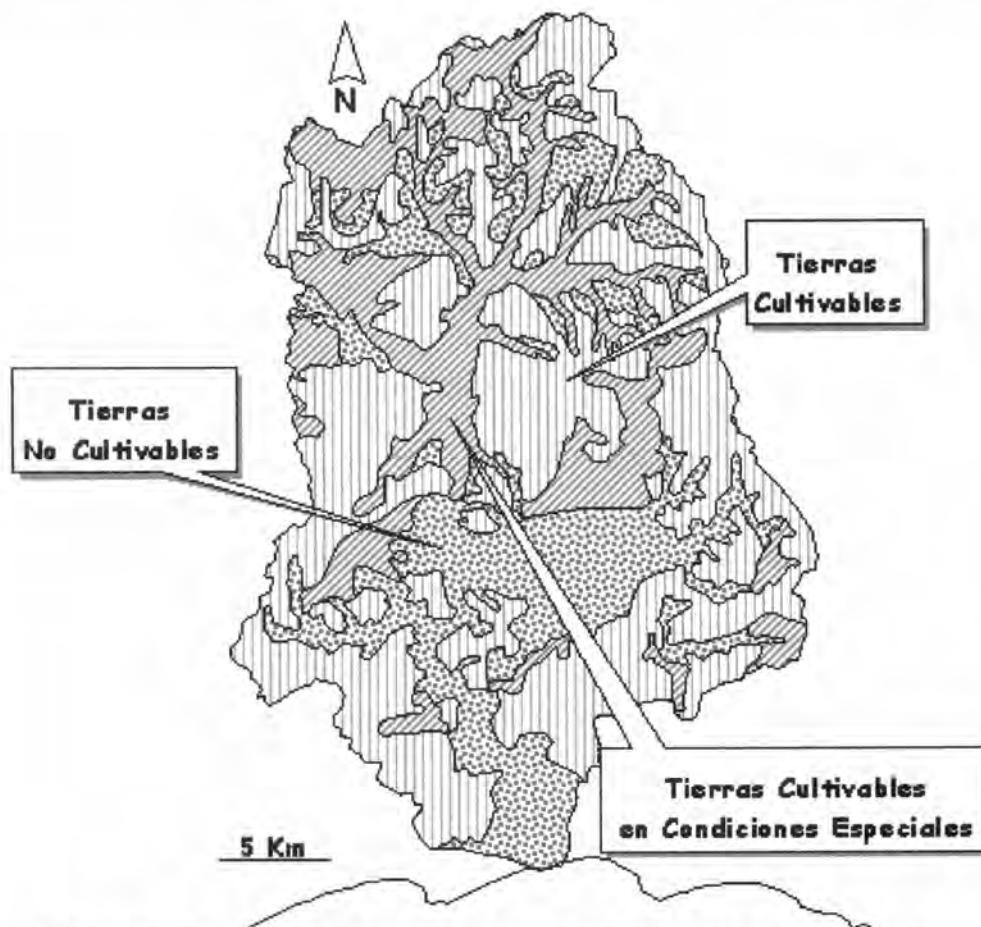 N
Tierras
Cultivables
Tierras
No Cultivables
Tierras Cultivables
en Condiciones Especiales
5 Km